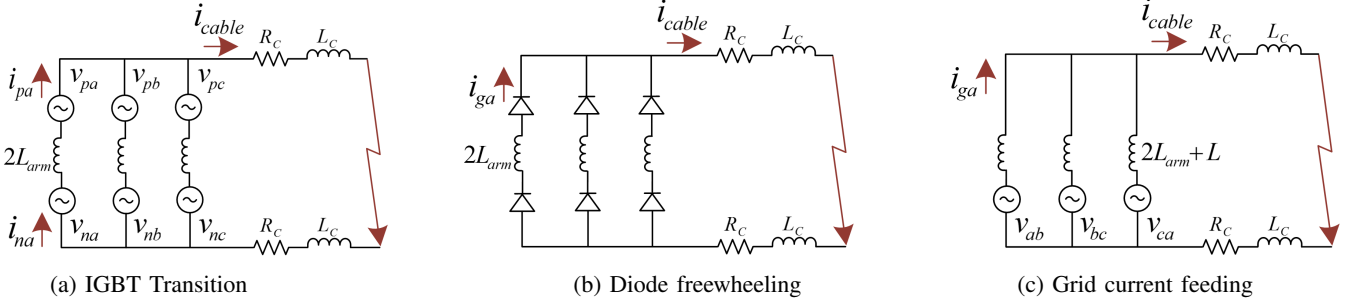 i_cable
R_C L_C
i_pa v_pa v_pb v_pc
2L_arm
i_na v_na v_nb v_nc
R_C L_C
(a) IGBT Transition
i_cable
R_C L_C
i_ga
2L_arm
R_C L_C
(b) Diode freewheeling
i_cable
R_C L_C
i_ga
2L_arm+L
v_ab v_bc v_ca
R_C L_C
(c) Grid current feeding